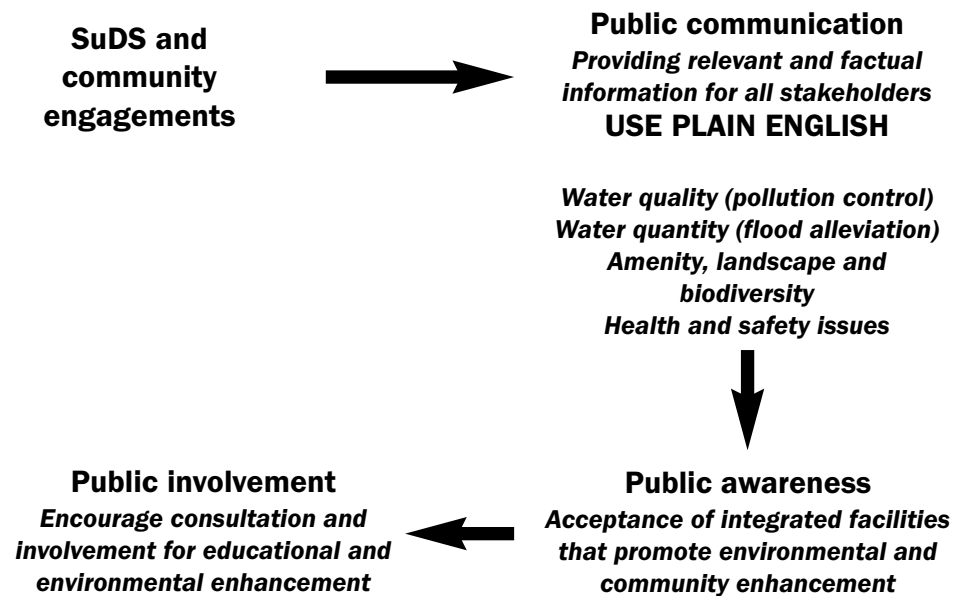 SuDS and
community
engagements
Public communication
Providing relevant and factual
information for all stakeholders
USE PLAIN ENGLISH
Water quality (pollution control)
Water quantity (flood alleviation)
Amenity, landscape and
biodiversity
Health and safety issues
Public awareness
Acceptance of integrated facilities
that promote environmental and
community enhancement
Public involvement
Encourage consultation and
involvement for educational and
environmental enhancement